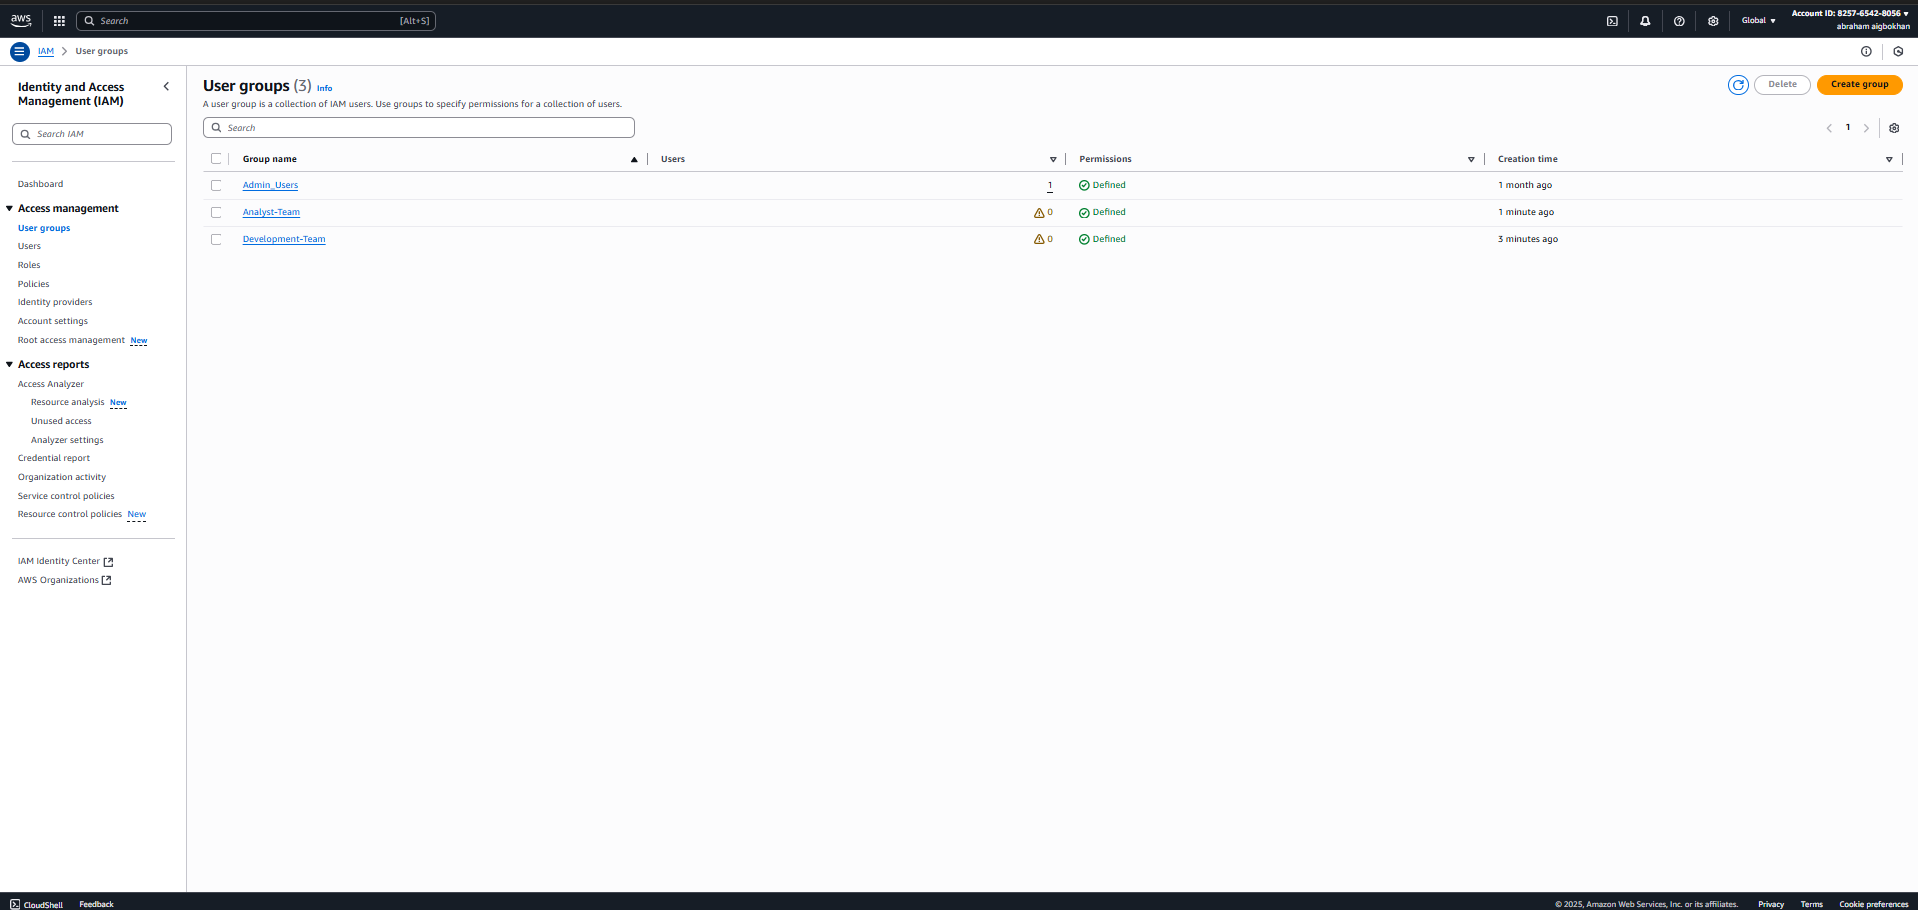 aws
Search [Alt+S]
Global
Account ID: 8257-6542-8056
abraham aigbokhan
IAM > User groups
Identity and Access Management (IAM)
Search IAM
Dashboard
Access management
User groups
Users
Roles
Policies
Identity providers
Account settings
Root access management New
Access reports
Access Analyzer
Resource analysis New
Unused access
Analyzer settings
Credential report
Organization activity
Service control policies
Resource control policies New
IAM Identity Center
AWS Organizations
User groups (3) Info
A user group is a collection of IAM users. Use groups to specify permissions for a collection of users.
Delete
Create group
Search
1
Group name Users Permissions Creation time
Admin_Users 1 Defined 1 month ago
Analyst-Team 0 Defined 1 minute ago
Development-Team 0 Defined 3 minutes ago
CloudShell Feedback
© 2025, Amazon Web Services, Inc. or its affiliates. Privacy Terms Cookie preferences